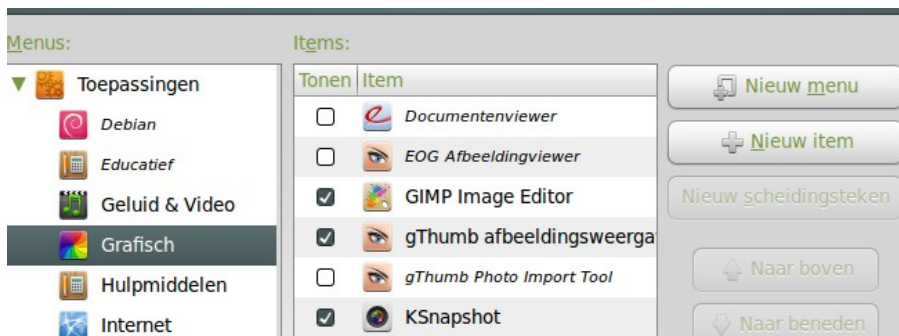 Menus:
Toepassingen
Debian
Educatief
Geluid & Video
Grafisch
Hulpmiddelen
Internet
Items:
Tonen Item
Documentenviewer
EOG Afbeeldingviewer
GIMP Image Editor
gThumb afbeeldingsweerga
gThumb Photo Import Tool
KSnapshot
Nieuw menu
Nieuw item
Nieuw scheidingsteken
Naar boven
Naar beneden